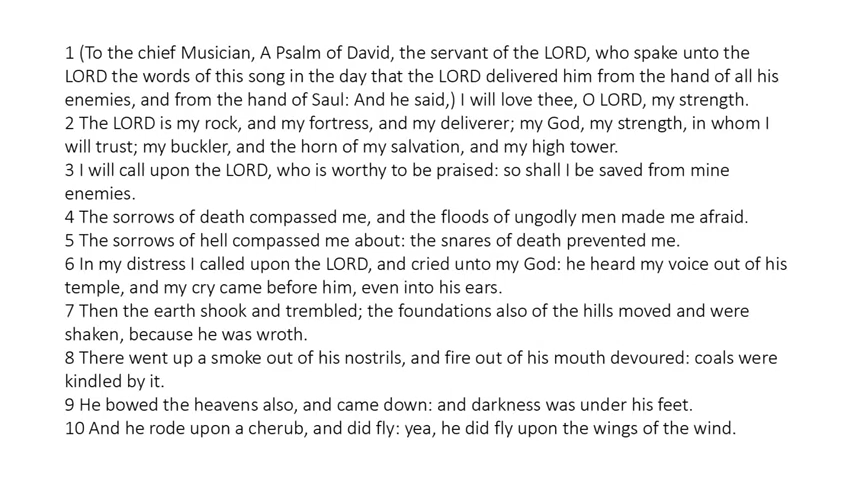 1 (To the chief Musician, A Psalm of David, the servant of the LORD, who spake unto the
LORD the words of this song in the day that the LORD delivered him from the hand of all his
enemies, and from the hand of Saul: And he said,) I will love thee, O LORD, my strength.
2 The LORD is my rock, and my fortress, and my deliverer; my God, my strength, in whom I
will trust; my buckler, and the horn of my salvation, and my high tower.
3 I will call upon the LORD, who is worthy to be praised: so shall I be saved from mine
enemies.
4 The sorrows of death compassed me, and the floods of ungodly men made me afraid.
5 The sorrows of hell compassed me about: the snares of death prevented me.
6 In my distress I called upon the LORD, and cried unto my God: he heard my voice out of his
temple, and my cry came before him, even into his ears.
7 Then the earth shook and trembled; the foundations also of the hills moved and were
shaken, because he was wroth.
8 There went up a smoke out of his nostrils, and fire out of his mouth devoured: coals were
kindled by it.
9 He bowed the heavens also, and came down: and darkness was under his feet.
10 And he rode upon a cherub, and did fly: yea, he did fly upon the wings of the wind.